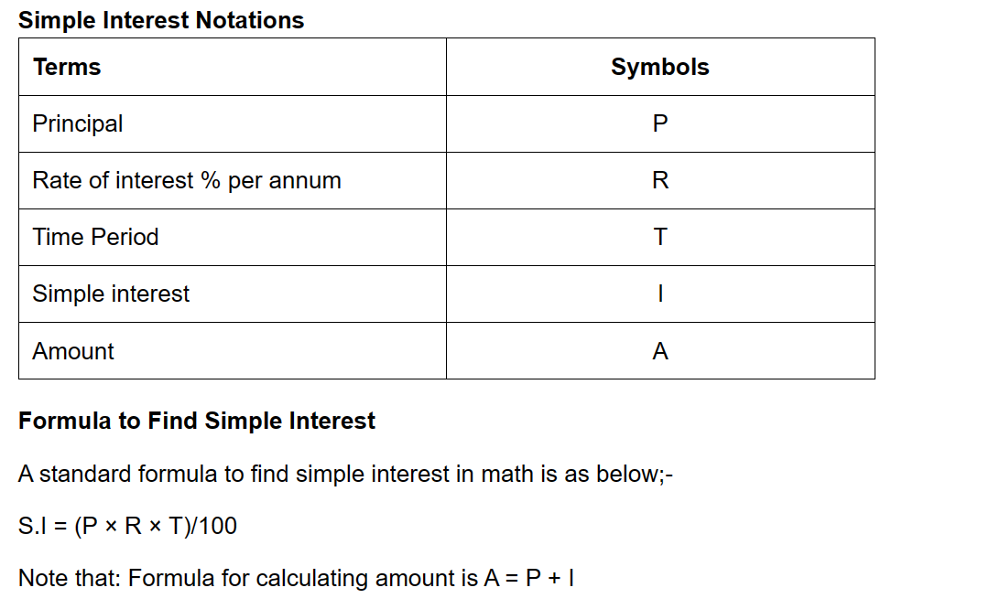 Simple Interest Notations
Terms Symbols
Principal P
Rate of interest % per annum R
Time Period T
Simple interest I
Amount A
Formula to Find Simple Interest
A standard formula to find simple interest in math is as below;-
S.I = (P × R × T)/100
Note that: Formula for calculating amount is A = P + I